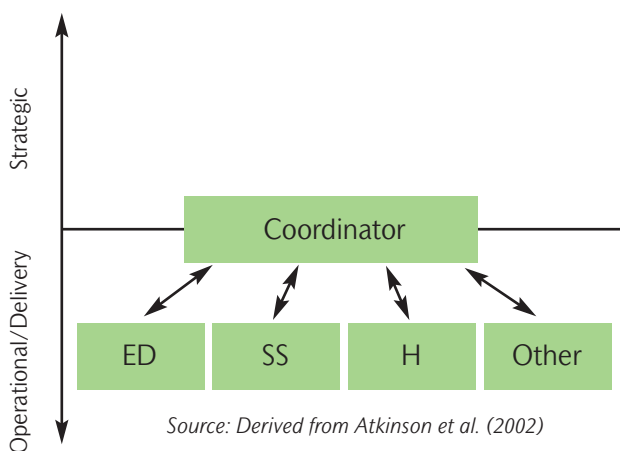 Strategic
Coordinator
Operational/Delivery
ED
SS
H
Other
Source: Derived from Atkinson et al. (2002)